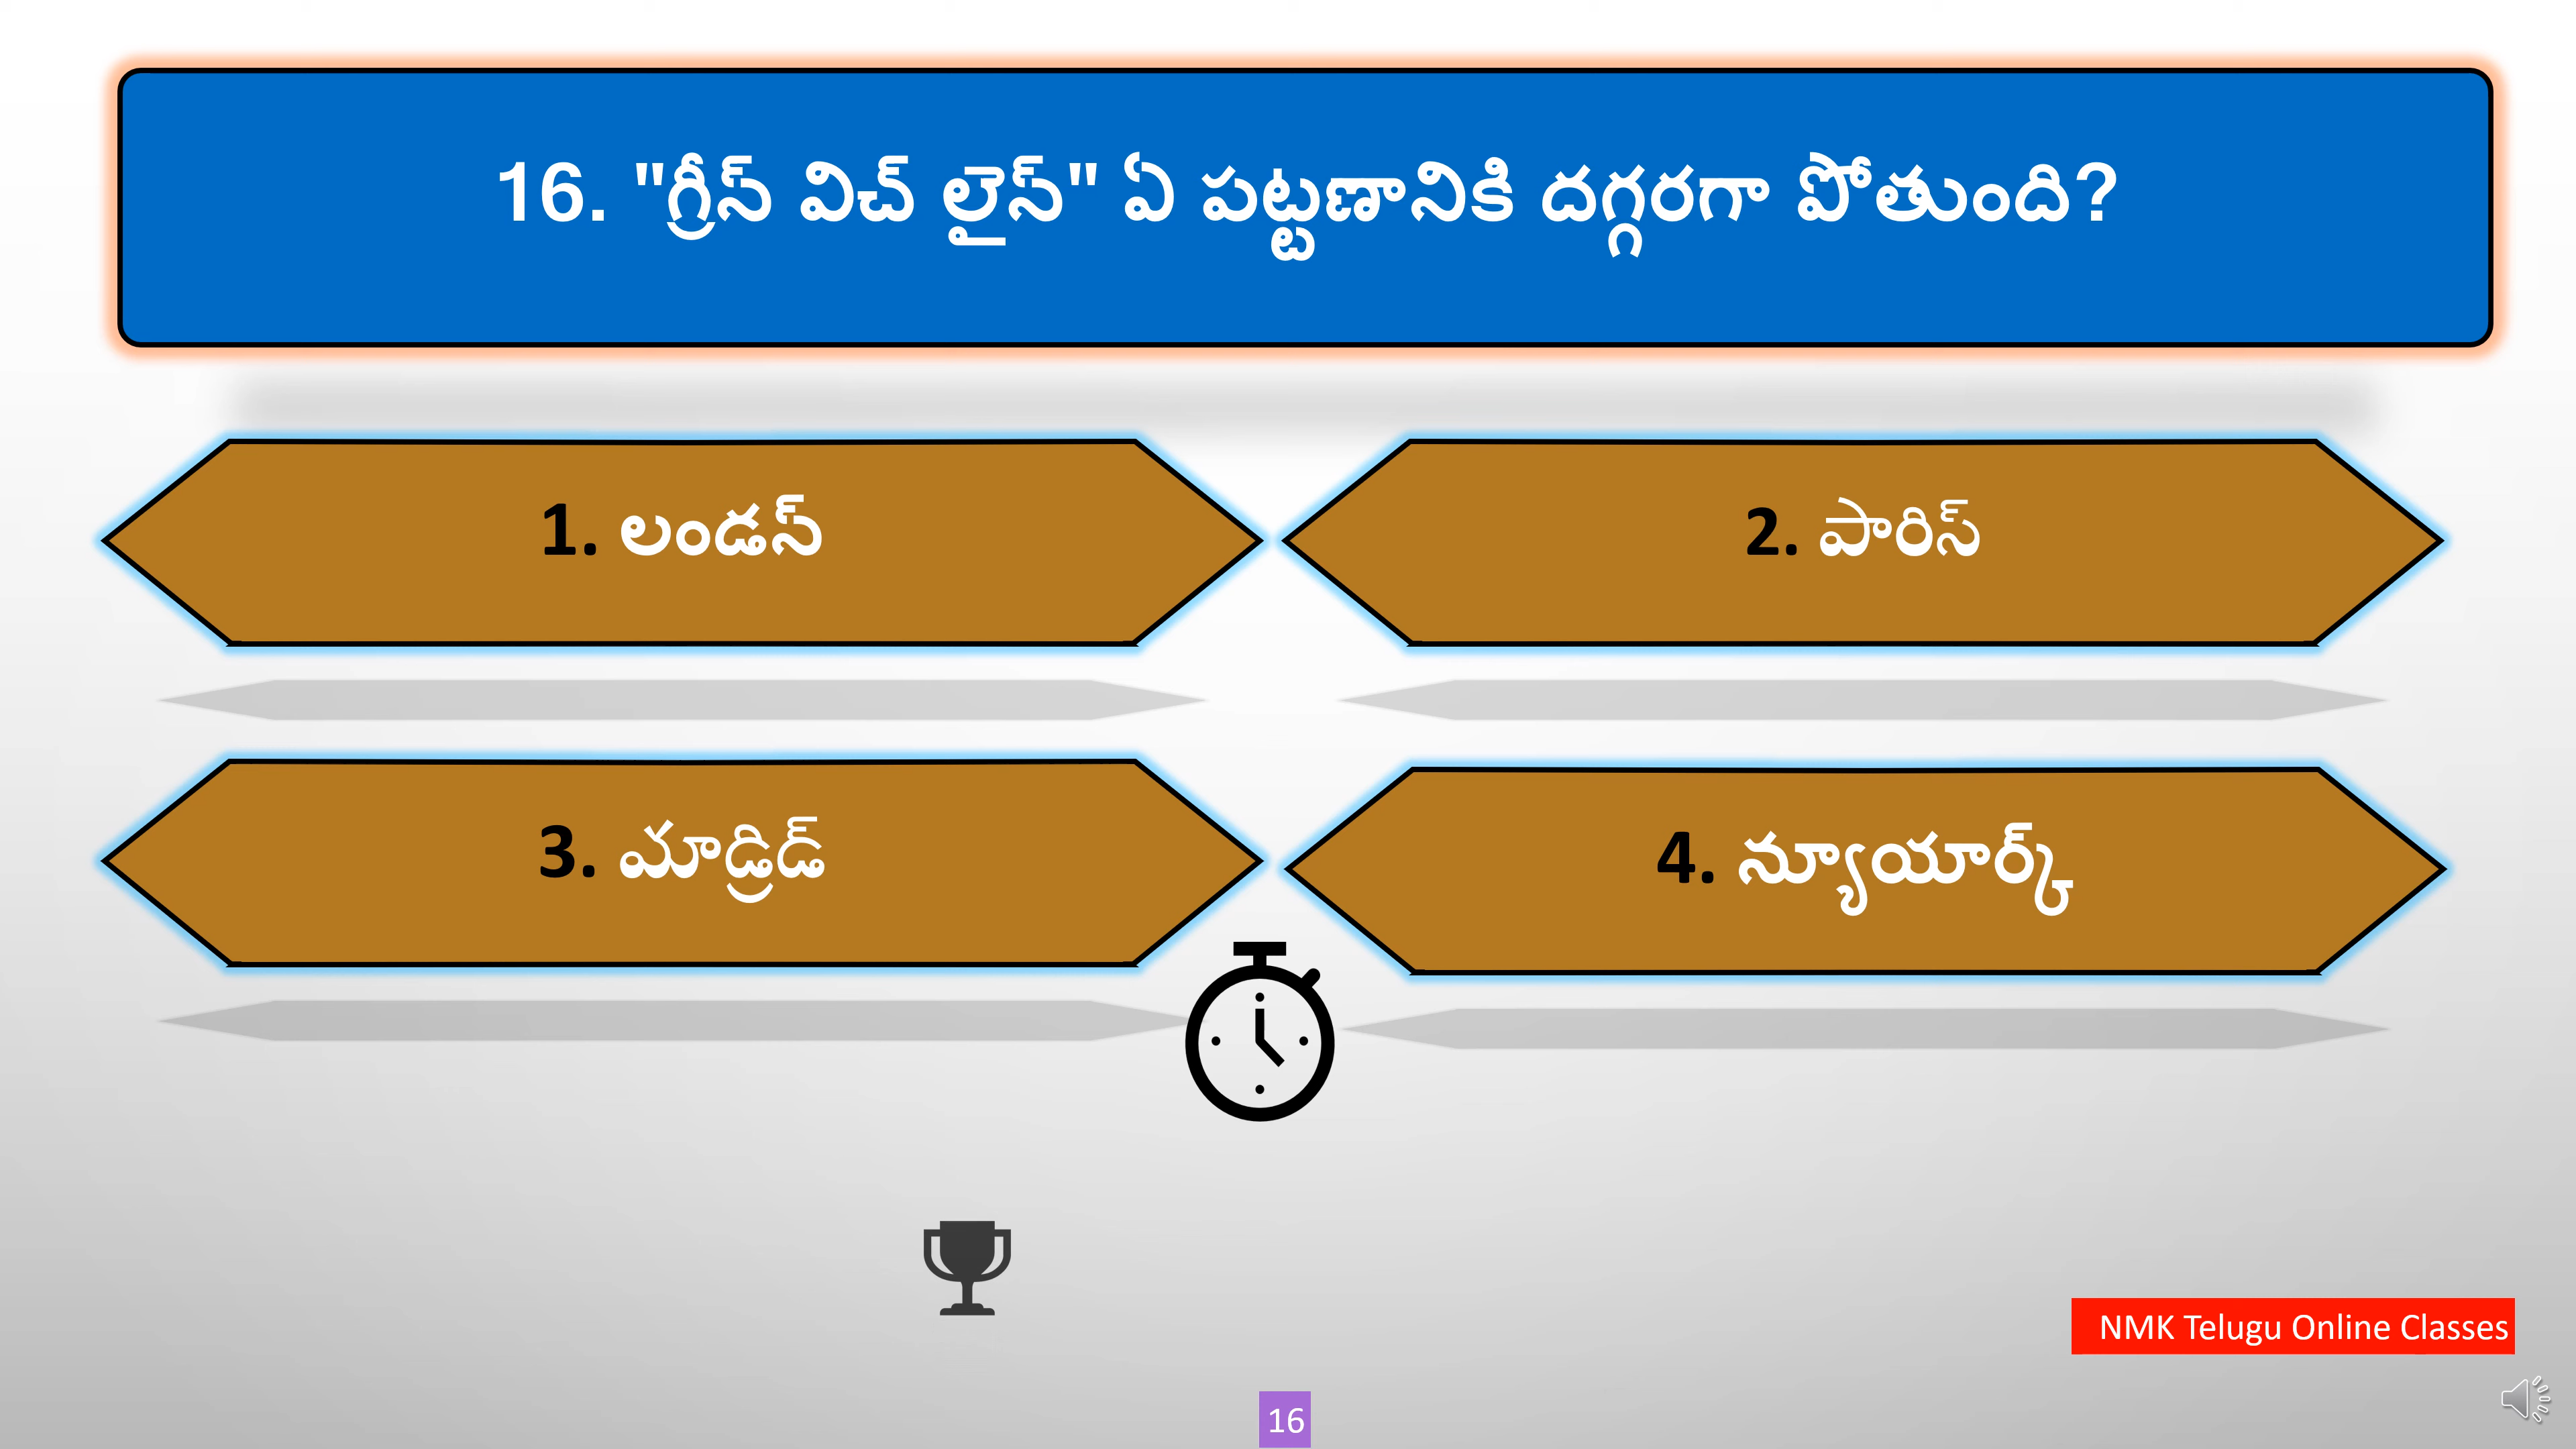 16. "గ్రీన్ విచ్ లైన్" ఏ పట్టణానికి దగ్గరగా పోతుంది?
1. లండన్
2. పారిస్
3. మాడ్రిడ్
4. న్యూయార్క్
NMK Telugu Online Classes
16